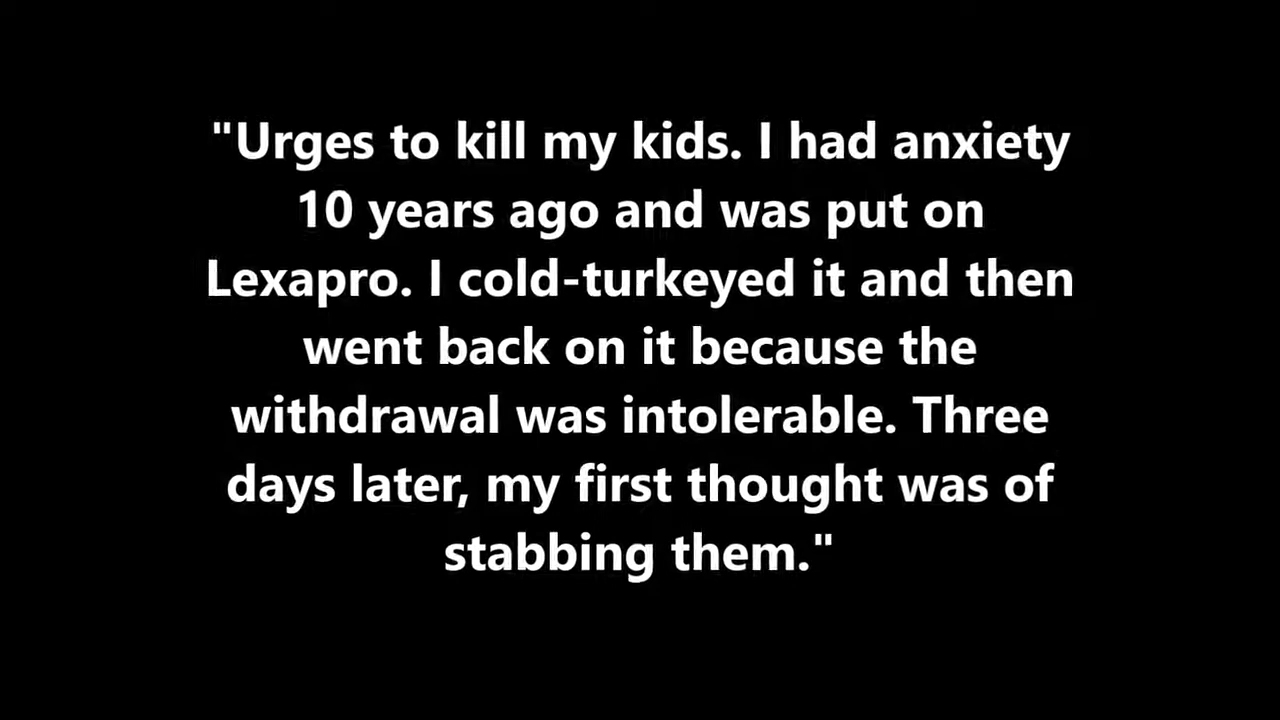 "Urges to kill my kids. I had anxiety
10 years ago and was put on
Lexapro. I cold-turkeyed it and then
went back on it because the
withdrawal was intolerable. Three
days later, my first thought was of
stabbing them."